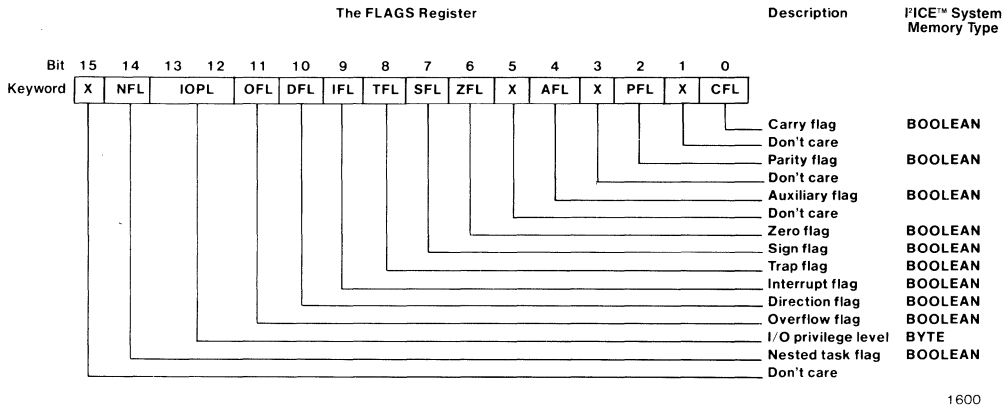 The FLAGS Register Description I²ICE™ System
Memory Type
Bit 15 14 13 12 11 10 9 8 7 6 5 4 3 2 1 0
Keyword X NFL IOPL OFL DFL IFL TFL SFL ZFL X AFL X PFL X CFL
Carry flag BOOLEAN
Don't care
Parity flag BOOLEAN
Don't care
Auxiliary flag BOOLEAN
Don't care
Zero flag BOOLEAN
Sign flag BOOLEAN
Trap flag BOOLEAN
Interrupt flag BOOLEAN
Direction flag BOOLEAN
Overflow flag BOOLEAN
I/O privilege level BYTE
Nested task flag BOOLEAN
Don't care
1600